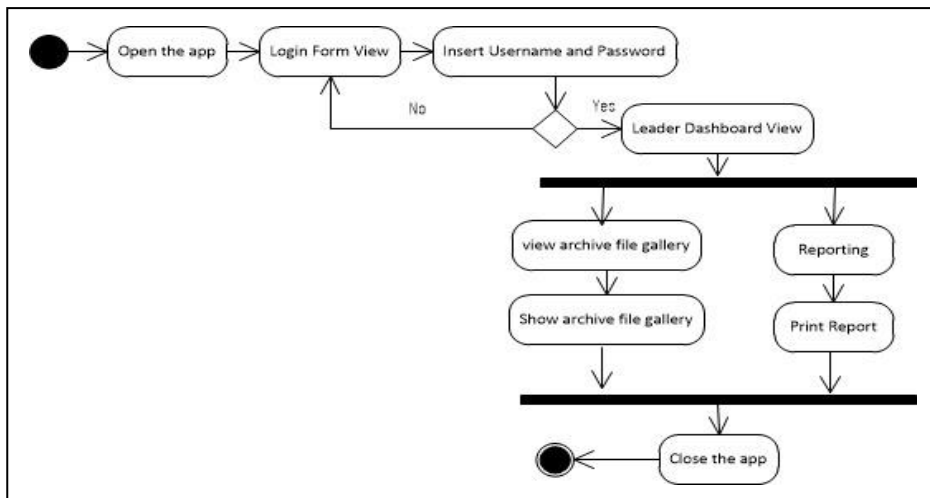 Open the app
Login Form View
Insert Username and Password
No
Yes
Leader Dashboard View
view archive file gallery
Reporting
Show archive file gallery
Print Report
Close the app